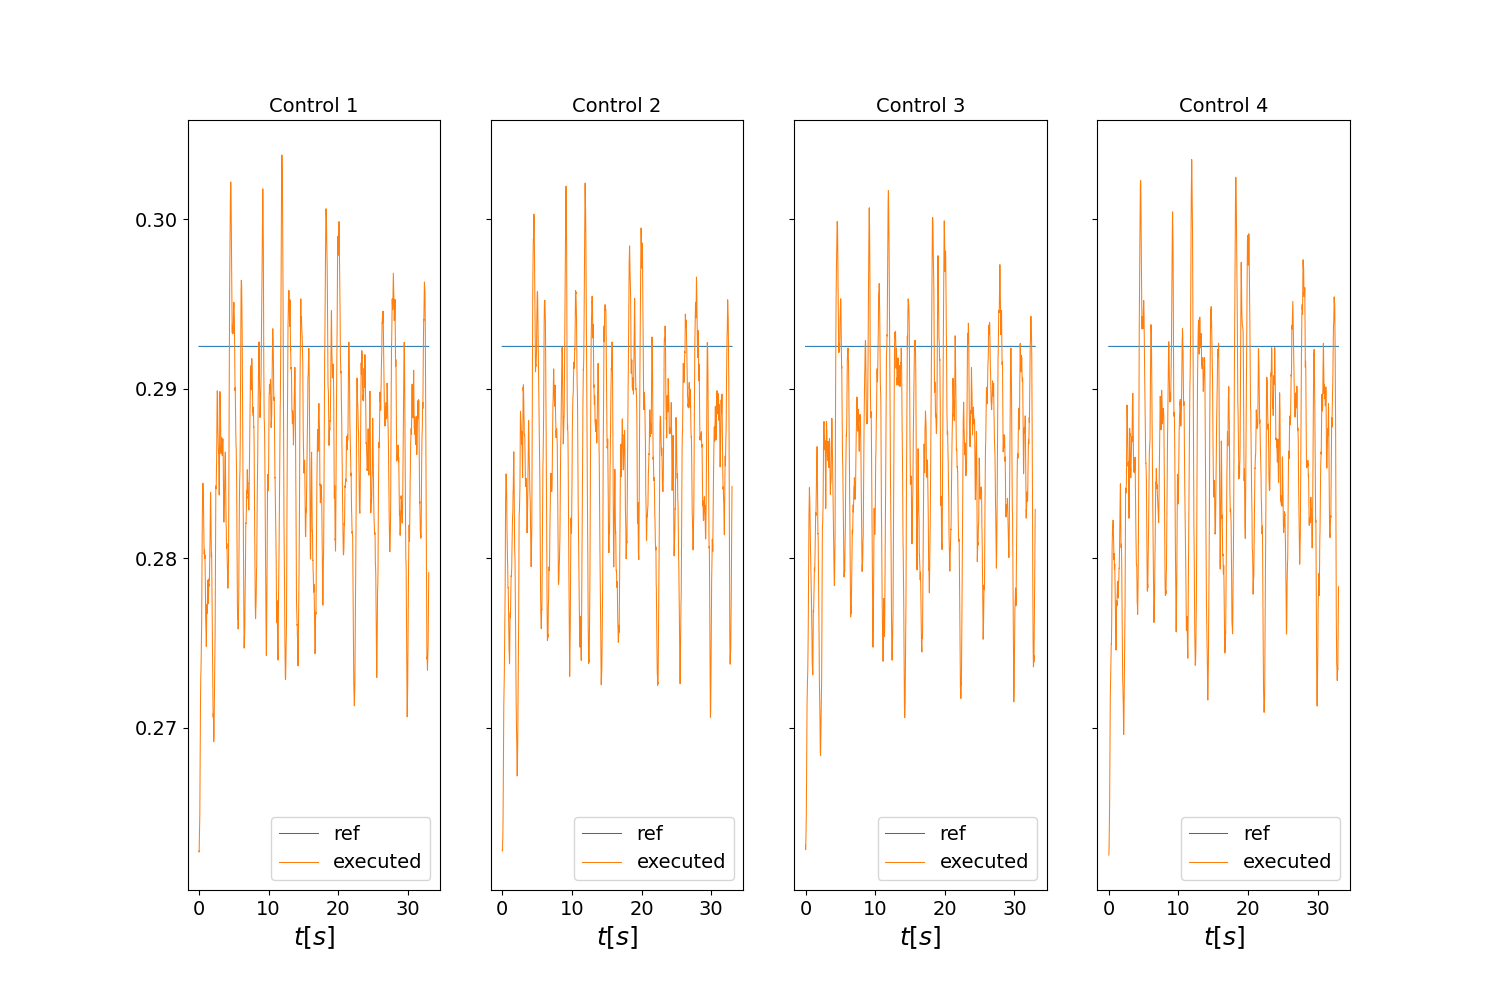 Control 1
Control 2
Control 3
Control 4
0.30
0.29
0.28
0.27
ref
executed
ref
executed
ref
executed
ref
executed
0 10 20 30
0 10 20 30
0 10 20 30
0 10 20 30
t[s]
t[s]
t[s]
t[s]